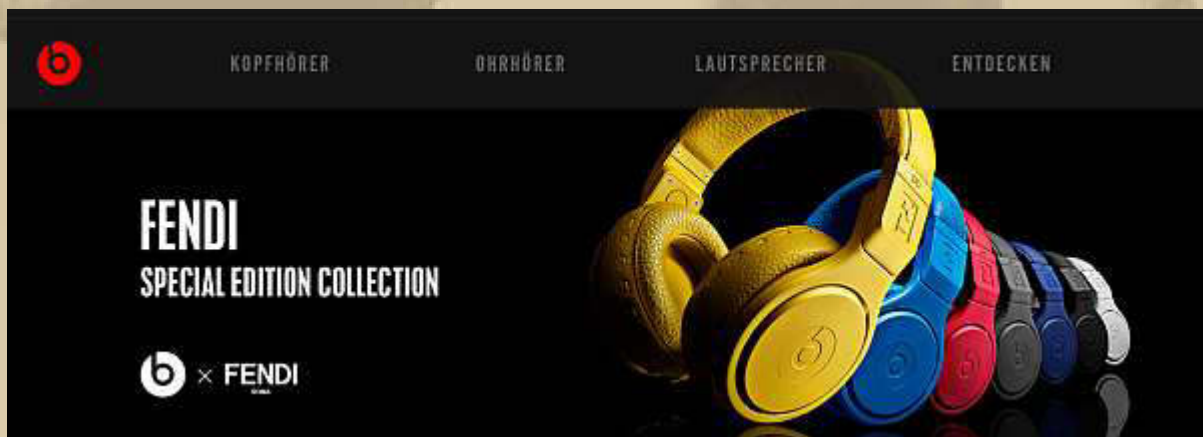 KOPFHÖRER OHRHÖRER LAUTSPRECHER ENTDECKEN
FENDI
SPECIAL EDITION COLLECTION
b × FENDI